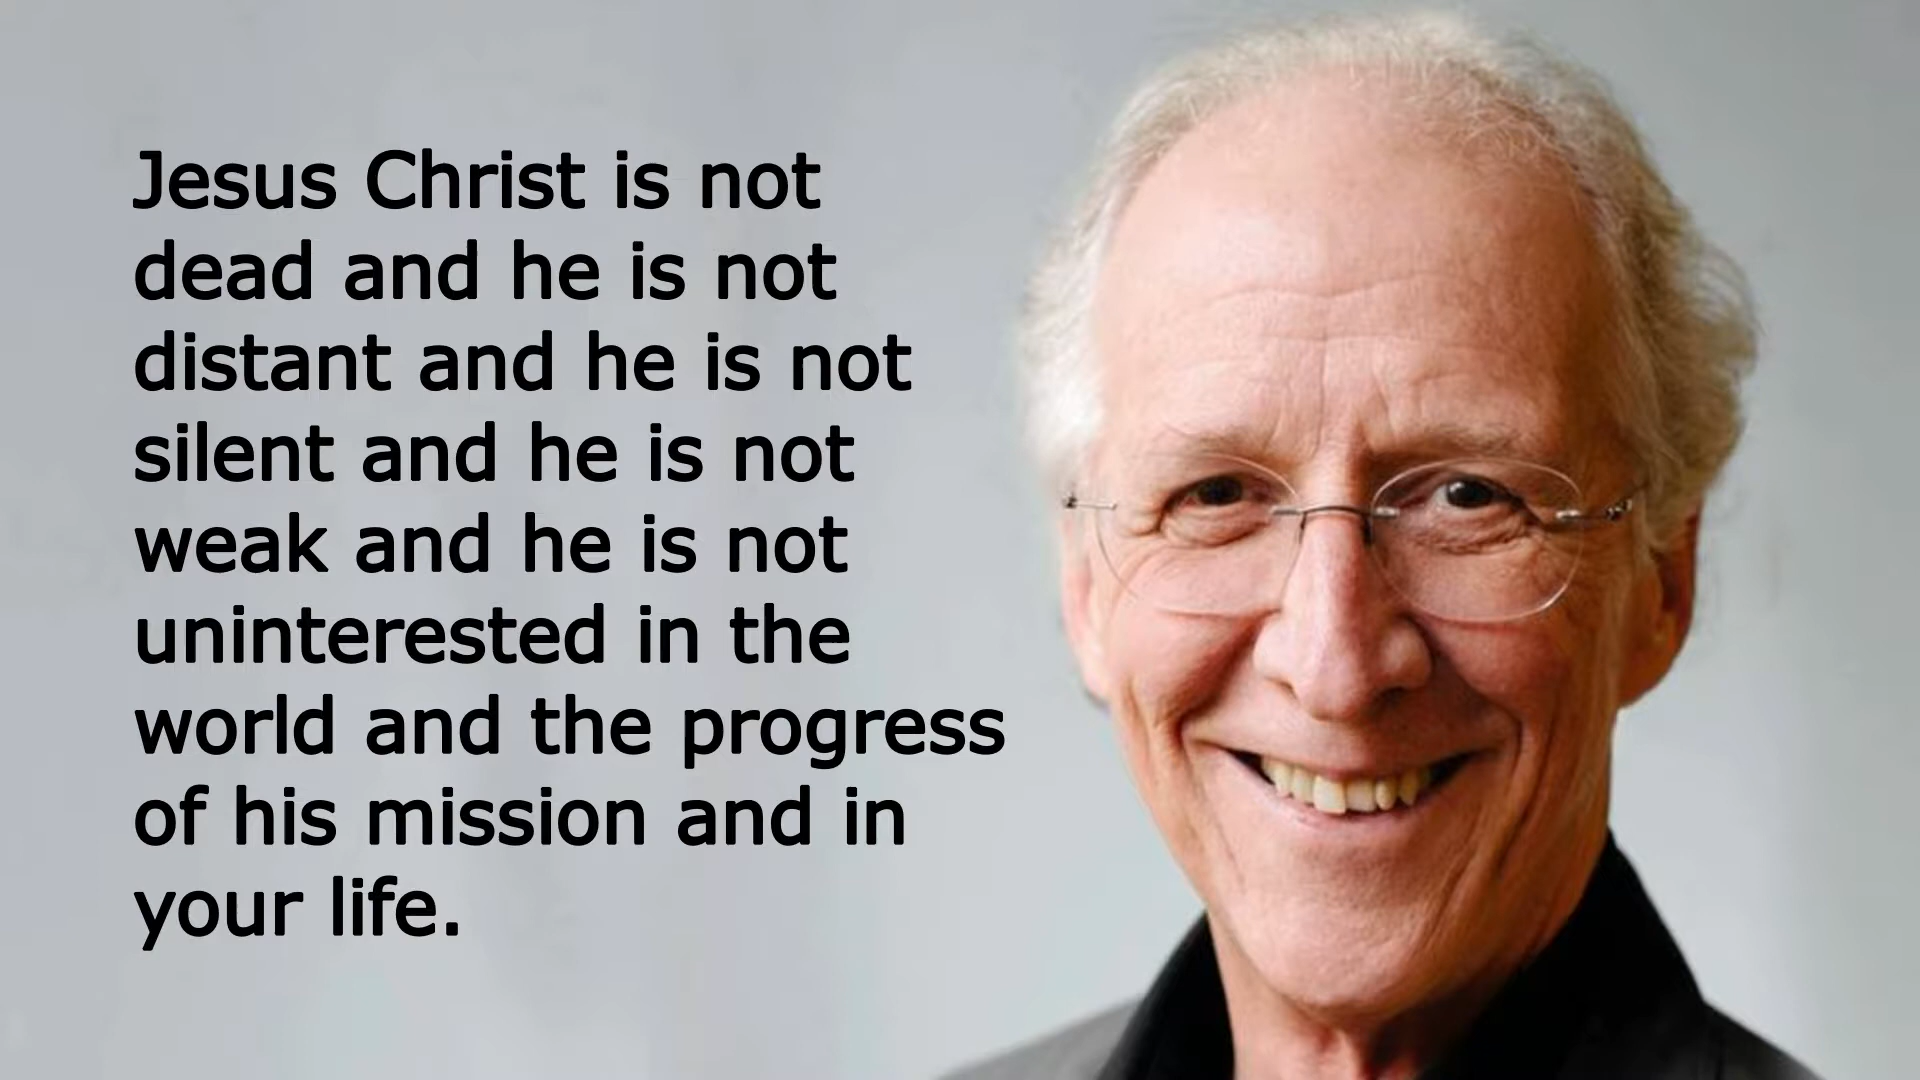 Jesus Christ is not
dead and he is not
distant and he is not
silent and he is not
weak and he is not
uninterested in the
world and the progress
of his mission and in
your life.